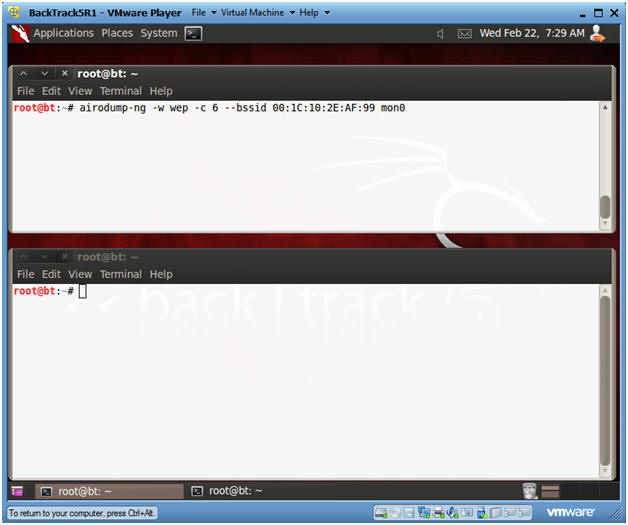 BackTrack5R1 - VMware Player File Virtual Machine Help
Applications Places System Wed Feb 22, 7:29 AM
root@bt: ~
File Edit View Terminal Help
root@bt:~# airodump-ng -w wep -c 6 --bssid 00:1C:10:2E:AF:99 mon0
root@bt: ~
File Edit View Terminal Help
root@bt:~#
<< back | track 5
root@bt: ~ root@bt: ~
To return to your computer, press Ctrl+Alt. vmware